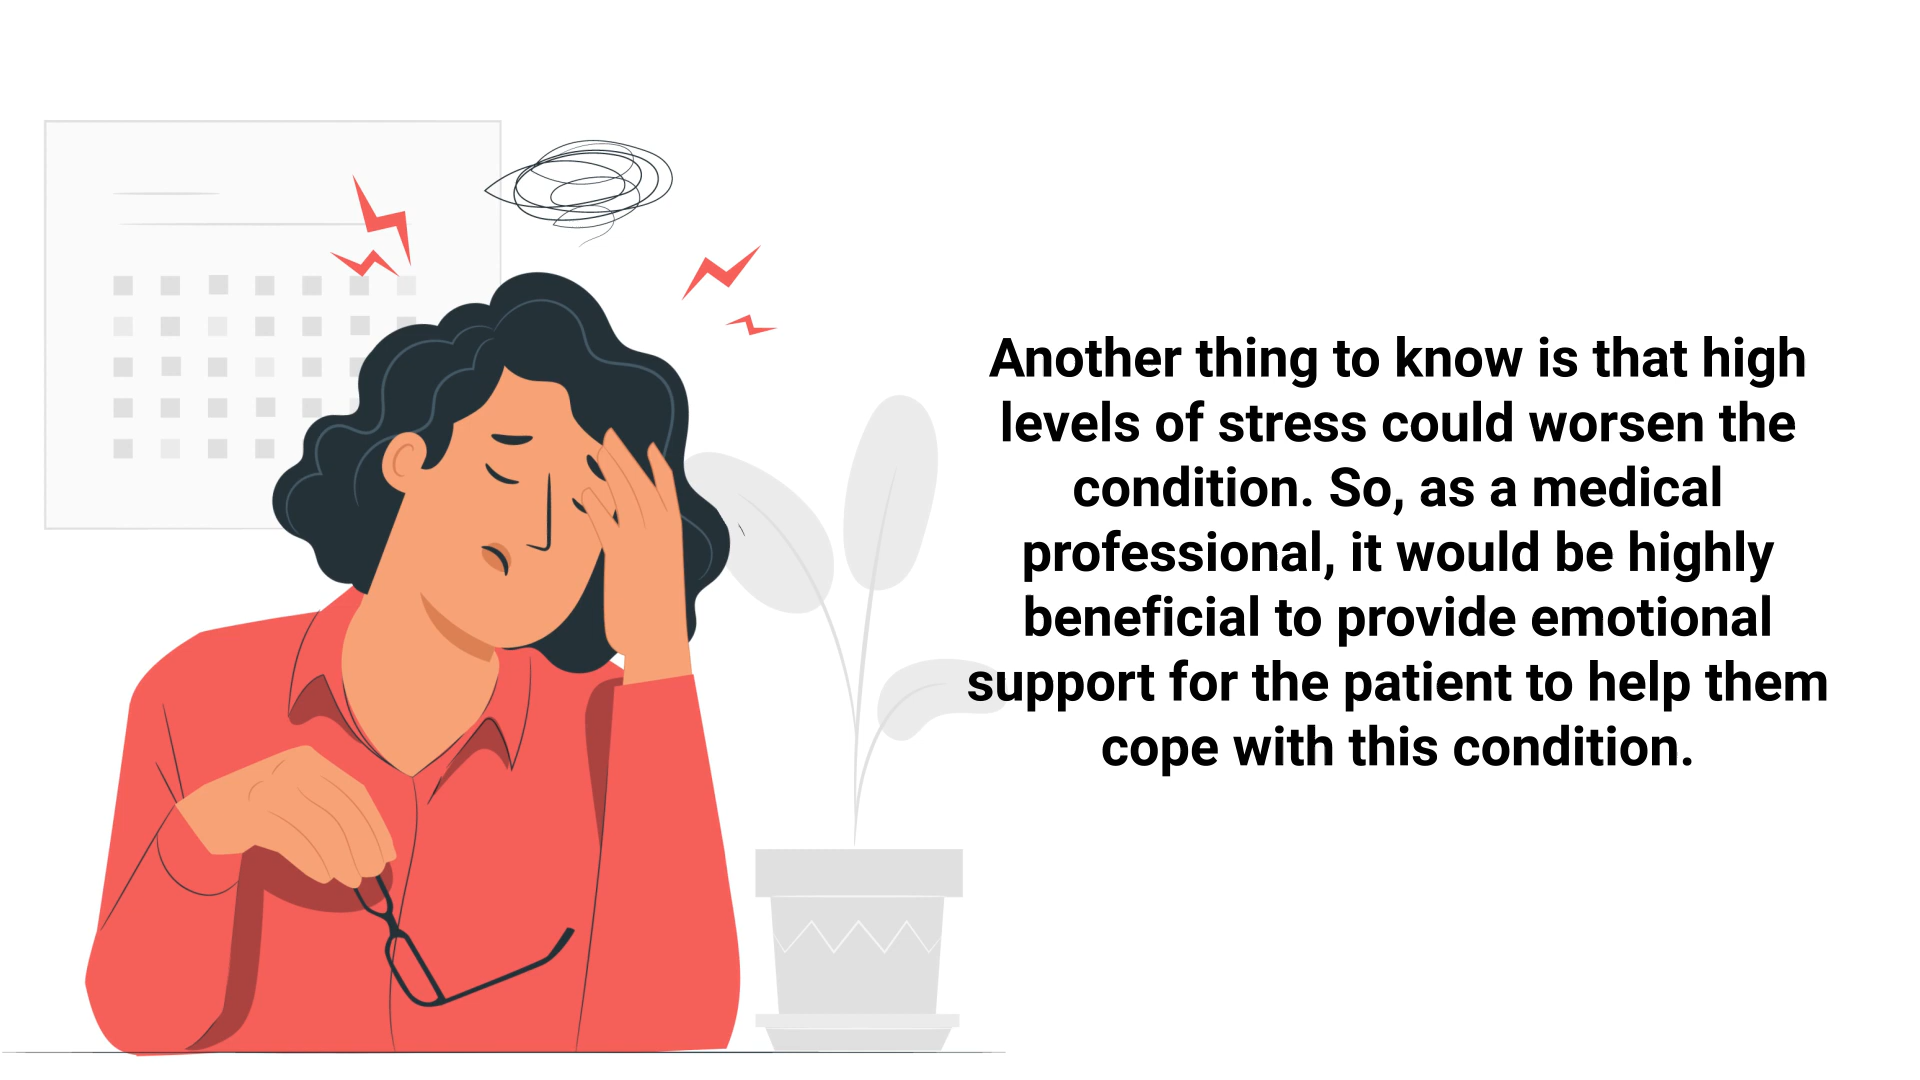 Another thing to know is that high
levels of stress could worsen the
condition. So, as a medical
professional, it would be highly
beneficial to provide emotional
support for the patient to help them
cope with this condition.